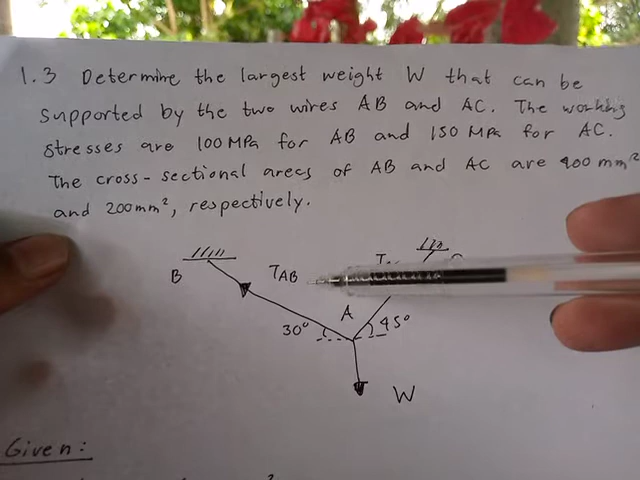 1.3 Determine the largest weight W that can be
supported by the two wires AB and AC. The working
stresses are 100 MPa for AB and 150 MPa for AC.
The cross-sectional areas of AB and AC are 400 mm²
and 200mm², respectively.
B
TAB
A
30°
45°
W
Given: